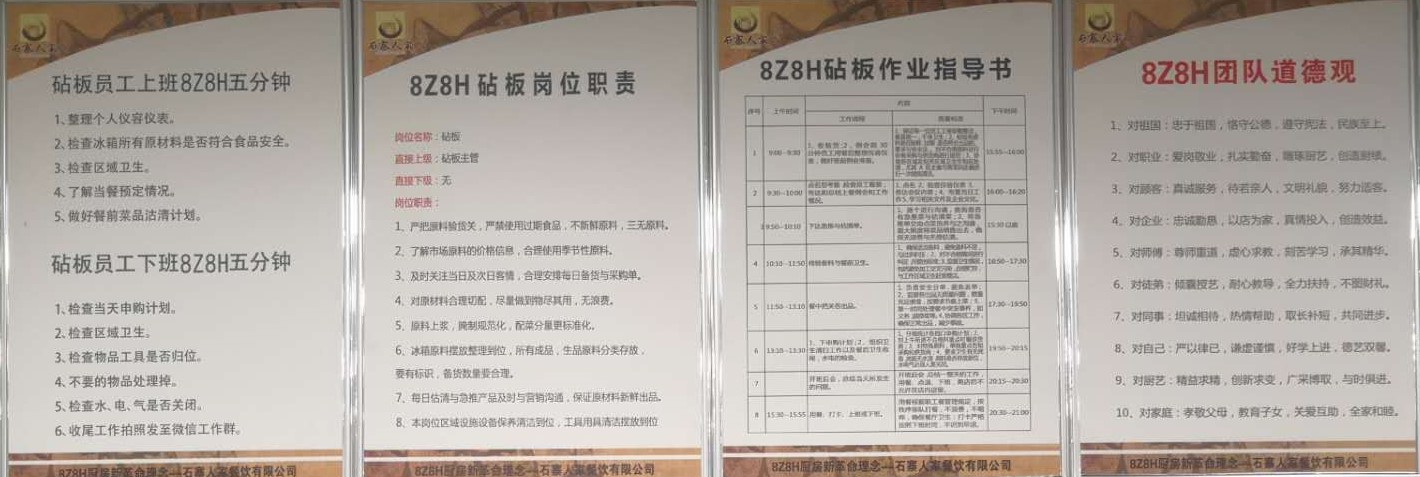 石寨人家
砧板员工上班8Z8H五分钟
1、整理个人仪容仪表。
2、检查冰箱所有原材料是否符合食品安全。
3、检查区域卫生。
4、了解当餐预定情况。
5、做好餐前菜品沽清计划。
砧板员工下班8Z8H五分钟
1、检查当天申购计划。
2、检查区域卫生。
3、检查物品工具是否归位。
4、不要的物品处理掉。
5、检查水、电、气是否关闭。
6、收尾工作拍照发至微信工作群。
8Z8H厨房新革命理念—石寨人家餐饮有限公司
石寨人家
8Z8H 砧板岗位职责
岗位名称：砧板
直接上级：砧板主管
直接下级：无
岗位职责：
1、严把原料验货关，严禁使用过期食品，不新鲜原料，三无原料。
2、了解市场原料的价格信息，合理使用季节性原料。
3、及时关注当日及次日客情，合理安排每日备货与采购单。
4、对原材料合理切配，尽量做到物尽其用，无浪费。
5、原料上浆，腌制规范化，配菜分量更标准化。
6、冰箱原料摆放整理到位，所有成品，生品原料分类存放，
要有标识，备货数量要合理。
7、每日估清与急推产品及时与营销沟通，保证原材料新鲜出品。
8、本岗位区域设施设备保养清洁到位，工具用具清洁摆放到位
8Z8H厨房新革命理念—石寨人家餐饮有限公司
石寨人家
8Z8H砧板作业指导书
序号 上午时间 内容 下午时间
工作流程 质量标准
1 9:00--9:30 15:55--16:00
2 9:30--10:00 16:00--16:20
3 9:50--10:10
4 10:10--11:50 16:50--17:30
5 11:50--13:10 餐中把关否出品。 17:30--19:50
6 13:10--13:30 19:50--20:15
7 20:15--20:30
8 15:30--15:55 用餐、打卡、上班或下班。 20:30--21:00
8Z8H厨房新革命理念—石寨人家餐饮有限公司
石寨人家
8Z8H团队道德观
1、对祖国：忠于祖国，恪守公德，遵守宪法，民族至上。
2、对职业：爱岗敬业，扎实勤奋，雕琢厨艺，创造厨绩。
3、对顾客：真诚服务，待若亲人，文明礼貌，努力适客。
4、对企业：忠诚勤恳，以店为家，真情投入，创造效益。
5、对师傅：尊师重道，虚心求教，刻苦学习，承其精华。
6、对徒弟：倾囊授艺，耐心教导，全力扶持，不图财礼。
7、对同事：坦诚相待，热情帮助，取长补短，共同进步。
8、对自己：严以律已，谦虚谨慎，好学上进，德艺双馨。
9、对厨艺：精益求精，创新求变，广采博取，与时俱进。
10、对家庭：孝敬父母，教育子女，关爱互助，全家和睦。
8Z8H厨房新革命理念—石寨人家餐饮有限公司